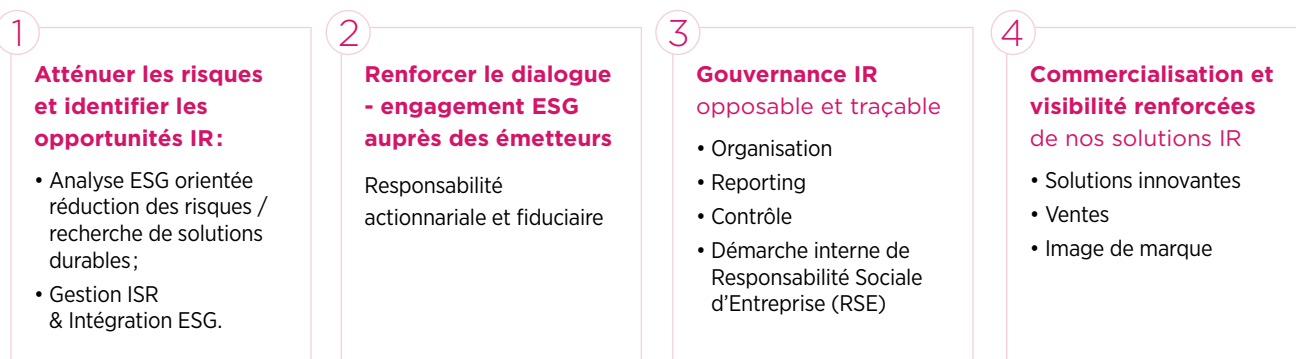 1
Atténuer les risques
et identifier les
opportunités IR :
• Analyse ESG orientée
réduction des risques /
recherche de solutions
durables ;
• Gestion ISR
& Intégration ESG.
2
Renforcer le dialogue
- engagement ESG
auprès des émetteurs
Responsabilité
actionnariale et fiduciaire
3
Gouvernance IR
opposable et traçable
• Organisation
• Reporting
• Contrôle
• Démarche interne de
Responsabilité Sociale
d'Entreprise (RSE)
4
Commercialisation et
visibilité renforcées
de nos solutions IR
• Solutions innovantes
• Ventes
• Image de marque